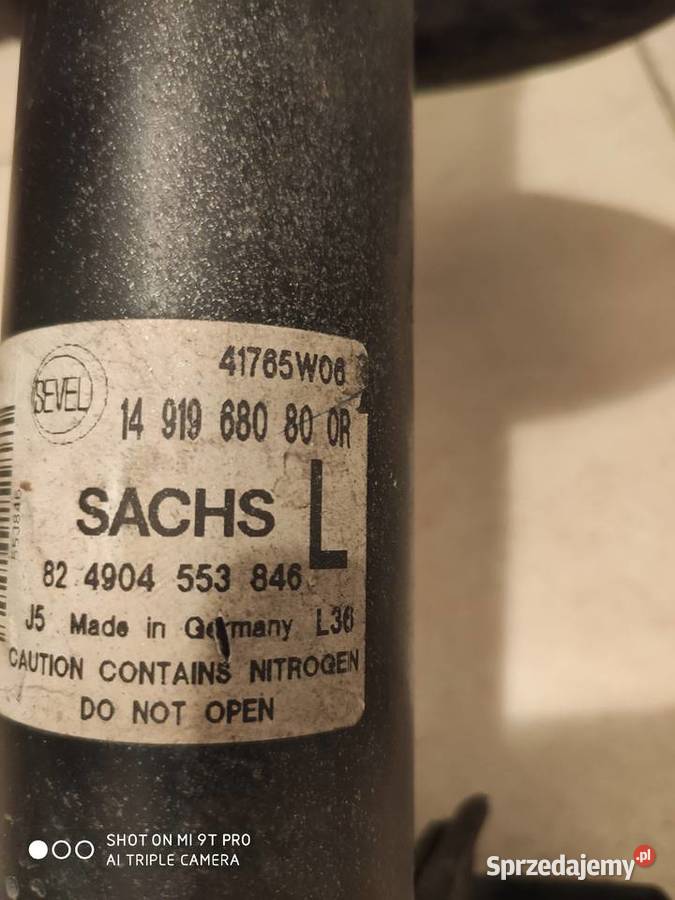 41765W06
SEVEL
14 919 680 80 0R
SACHS L
82 4904 553 846
553846
J5 Made in Germany L36
CAUTION CONTAINS NITROGEN
DO NOT OPEN
SHOT ON MI 9T PRO
AI TRIPLE CAMERA
Sprzedajemy.pl